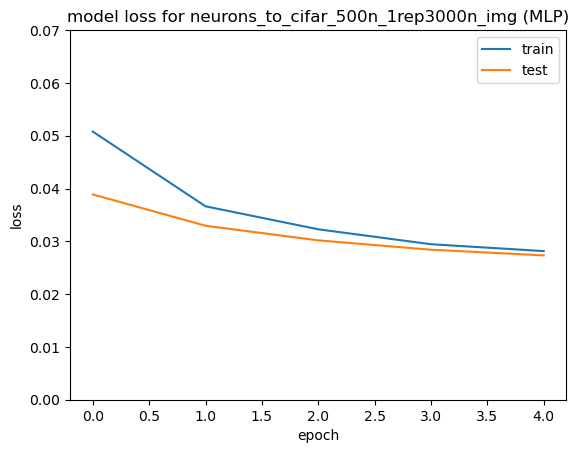 model loss for neurons_to_cifar_500n_1rep3000n_img (MLP)
train
test
loss
0.07
0.06
0.05
0.04
0.03
0.02
0.01
0.00
0.0 0.5 1.0 1.5 2.0 2.5 3.0 3.5 4.0
epoch